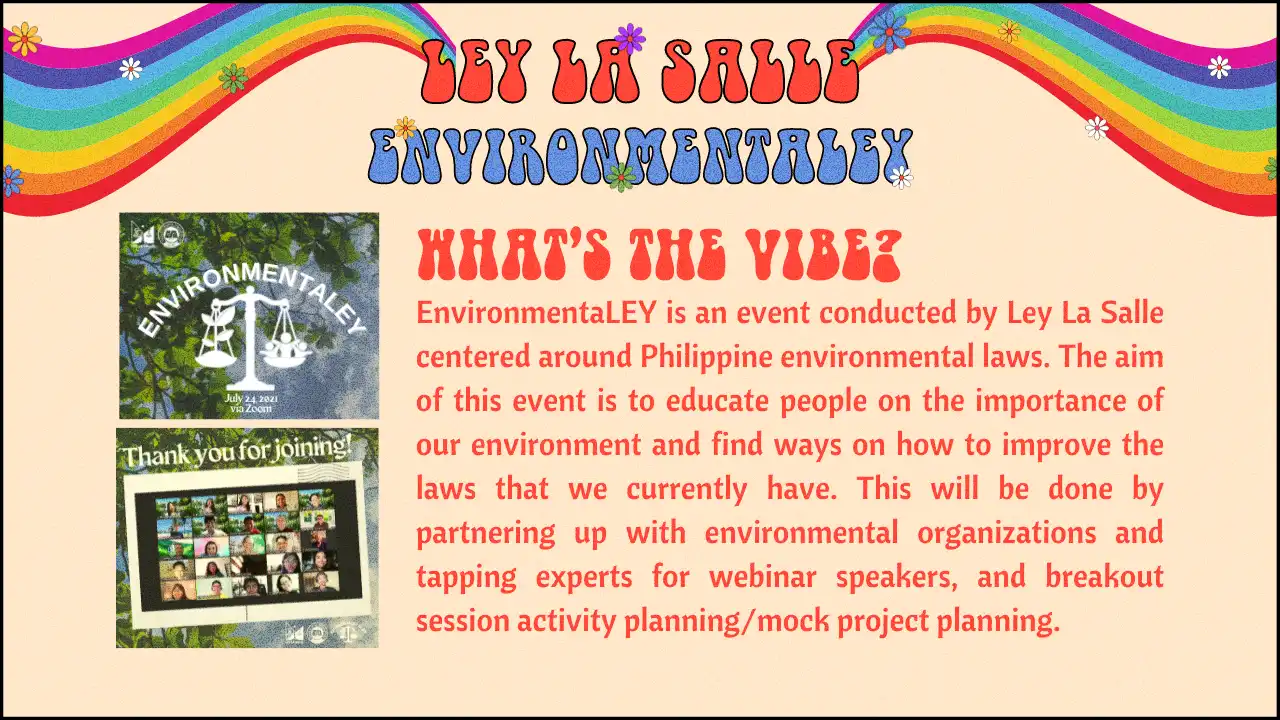 LEY LA SALLE
ENVIRONMENTALEY
ENVIRONMENTALEY
July 24, 2021
via Zoom
Thank you for joining!
WHAT'S THE VIBE?
EnvironmentaLEY is an event conducted by Ley La Salle
centered around Philippine environmental laws. The aim
of this event is to educate people on the importance of
our environment and find ways on how to improve the
laws that we currently have. This will be done by
partnering up with environmental organizations and
tapping experts for webinar speakers, and breakout
session activity planning/mock project planning.